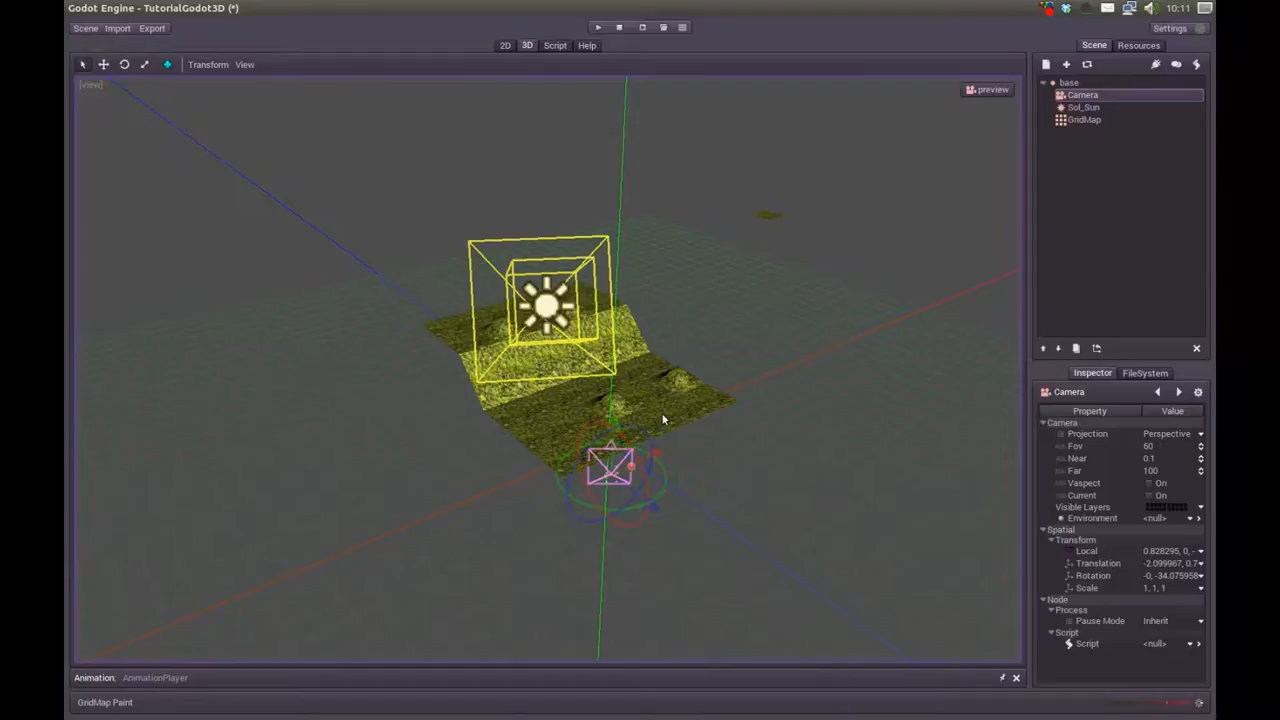 Godot Engine - TutorialGodot3D (*)
10:11
Scene Import Export
Settings
2D 3D Script Help
Scene Resources
Transform View
[view]
preview
base
Camera
Sol_Sun
GridMap
Inspector FileSystem
Camera
Property Value
Camera
Projection Perspective
Fov 60
Near 0.1
Far 100
Vaspect On
Current On
Visible Layers
Environment <null>
Spatial
Transform
Local 0.828295, 0, -
Translation -2.099967, 0.7
Rotation -0, -34.075958
Scale 1, 1, 1
Node
Process
Pause Mode Inherit
Script
Script <null>
Animation: AnimationPlayer
GridMap Paint